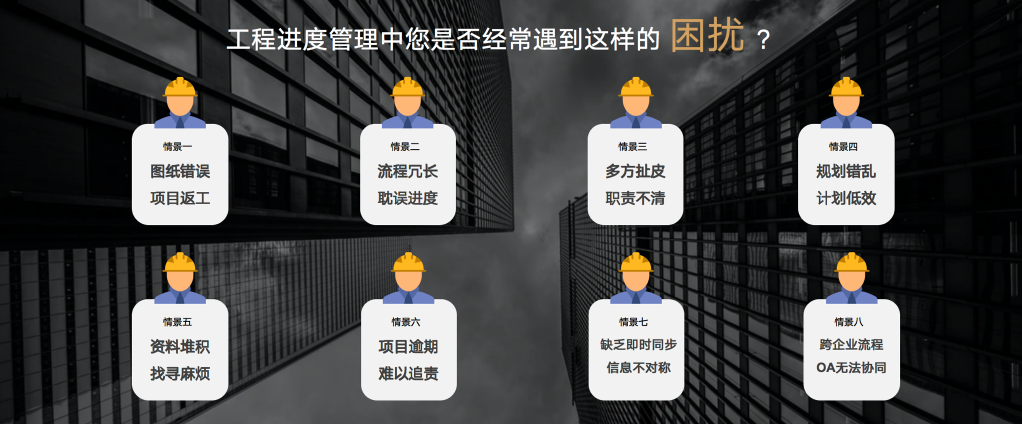 工程进度管理中您是否经常遇到这样的 困扰 ？
情景一
图纸错误
项目返工
情景二
流程冗长
耽误进度
情景三
多方扯皮
职责不清
情景四
规划错乱
计划低效
情景五
资料堆积
找寻麻烦
情景六
项目逾期
难以追责
情景七
缺乏即时同步
信息不对称
情景八
跨企业流程
OA无法协同